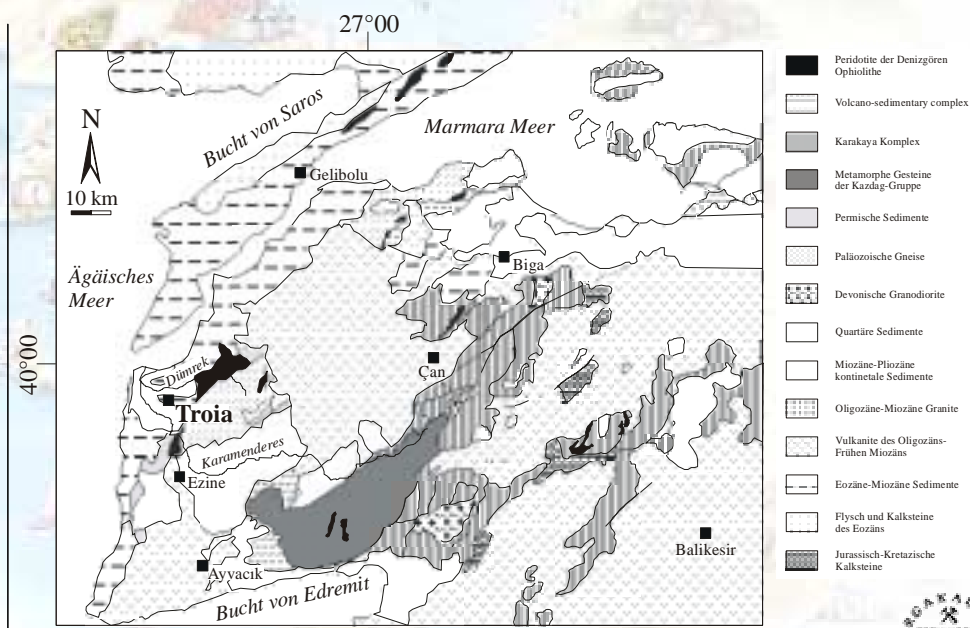 27°00
40°00
N
10 km
Bucht von Saros
Marmara Meer
Gelibolu
Ägäisches
Meer
Biga
Dümrek
Çan
Troia
Karamenderes
Ezine
Ayvacık
Bucht von Edremit
Balikesir
Peridotite der Denizgören
Ophiolithe
Volcano-sedimentary complex
Karakaya Komplex
Metamorphe Gesteine
der Kazdag-Gruppe
Permische Sedimente
Paläozoische Gneise
Devonische Granodiorite
Quartäre Sedimente
Miozäne-Pliozäne
kontinetale Sedimente
Oligozäne-Miozäne Granite
Vulkanite des Oligozäns-
Frühen Miozäns
Eozäne-Miozäne Sedimente
Flysch und Kalksteine
des Eozäns
Jurassisch-Kretazische
Kalksteine